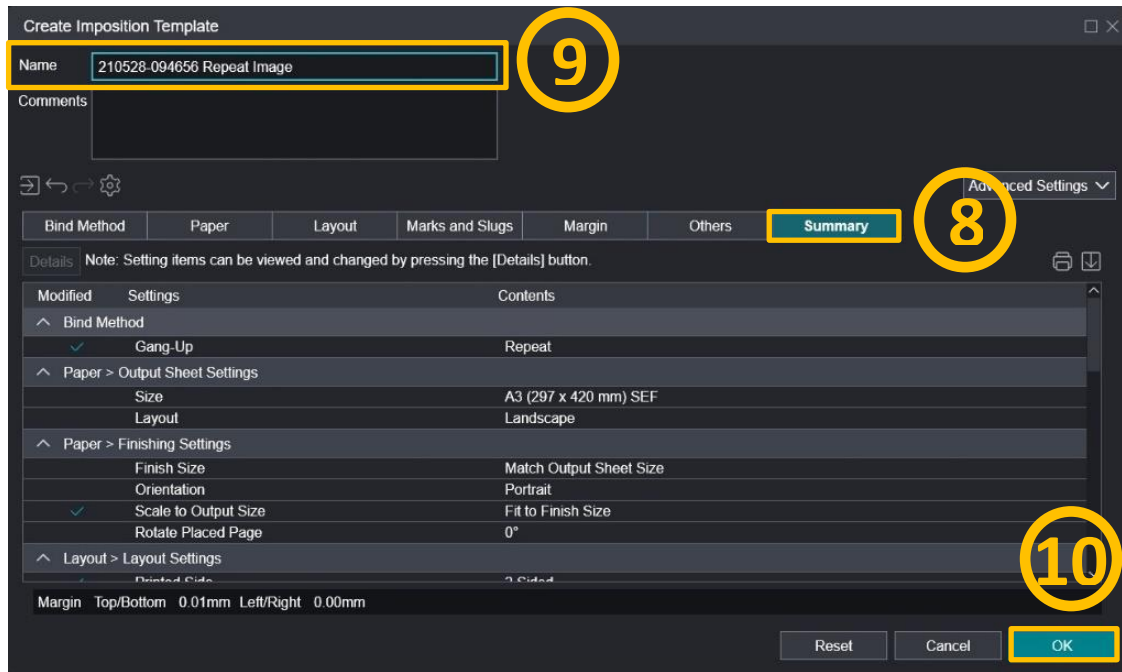 Create Imposition Template
Name 210528-094656 Repeat Image
9
Comments
Advanced Settings
8
Bind Method Paper Layout Marks and Slugs Margin Others Summary
Details Note: Setting items can be viewed and changed by pressing the [Details] button.
Modified Settings Contents
Bind Method
Gang-Up Repeat
Paper > Output Sheet Settings
Size A3 (297 x 420 mm) SEF
Layout Landscape
Paper > Finishing Settings
Finish Size Match Output Sheet Size
Orientation Portrait
Scale to Output Size Fit to Finish Size
Rotate Placed Page 0°
10
Layout > Layout Settings
Printed Side 2 Sided
Margin Top/Bottom 0.01mm Left/Right 0.00mm
Reset Cancel OK